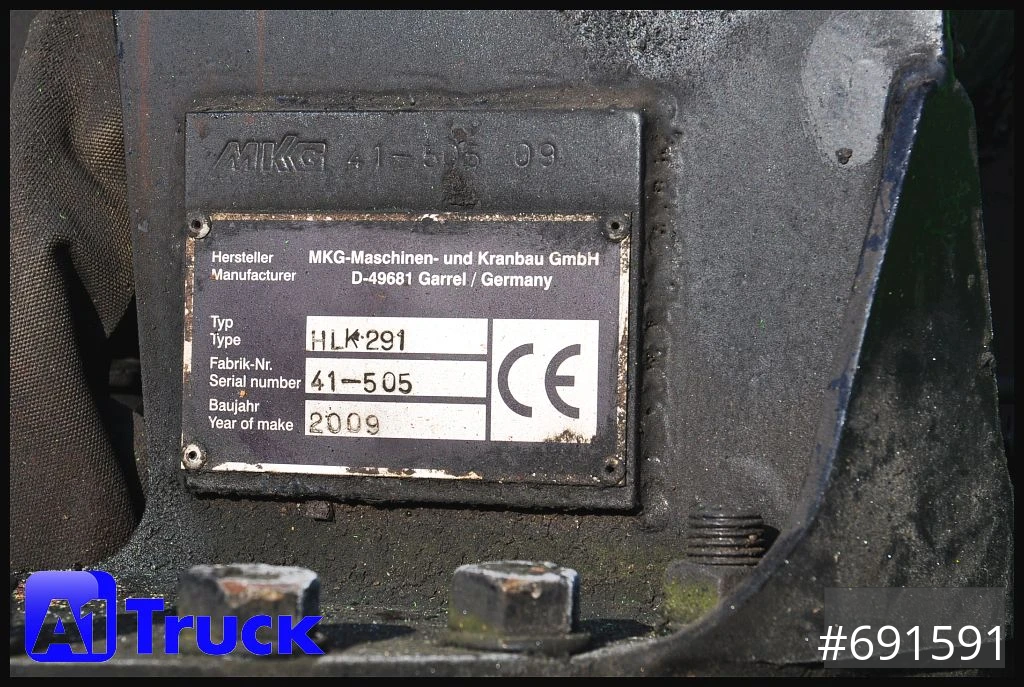 MKG 41-505 09
Hersteller MKG-Maschinen- und Kranbau GmbH
Manufacturer D-49681 Garrel / Germany
Typ
Type HLK 291
Fabrik-Nr.
Serial number 41-505
Baujahr
Year of make 2009
CE
A1 Truck
#691591